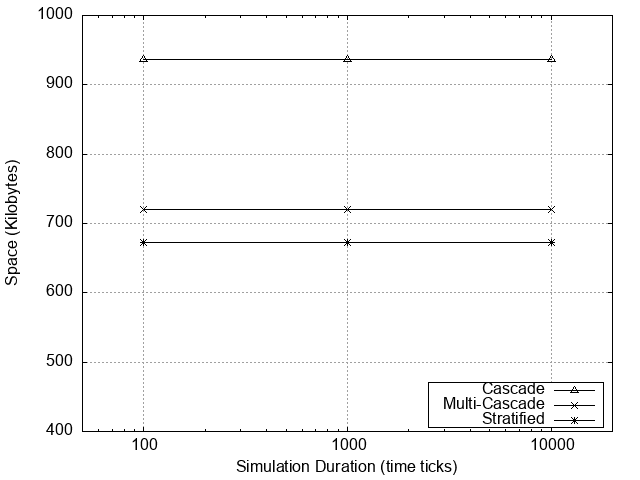 1000
900
800
700
600
500
400
Space (Kilobytes)
100
1000
10000
Simulation Duration (time ticks)
Cascade
Multi-Cascade
Stratified